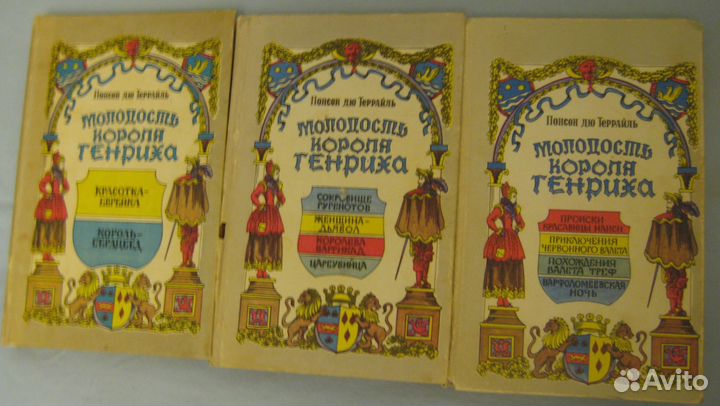 Понсон дю Террайль
Молодость
короля
Генриха
Красотка-
еврейка
Король-
сердцеед
Понсон дю Террайль
Молодость
короля
Генриха
Сокровище
гугенотов
Женщина-
дьявол
Королева
баррикад
Цареубийца
Понсон дю Террайль
Молодость
короля
Генриха
Происки
красавицы Нанси
Приключения
червонного валета
Похождения
валета треф
Варфоломеевская
ночь
Avito